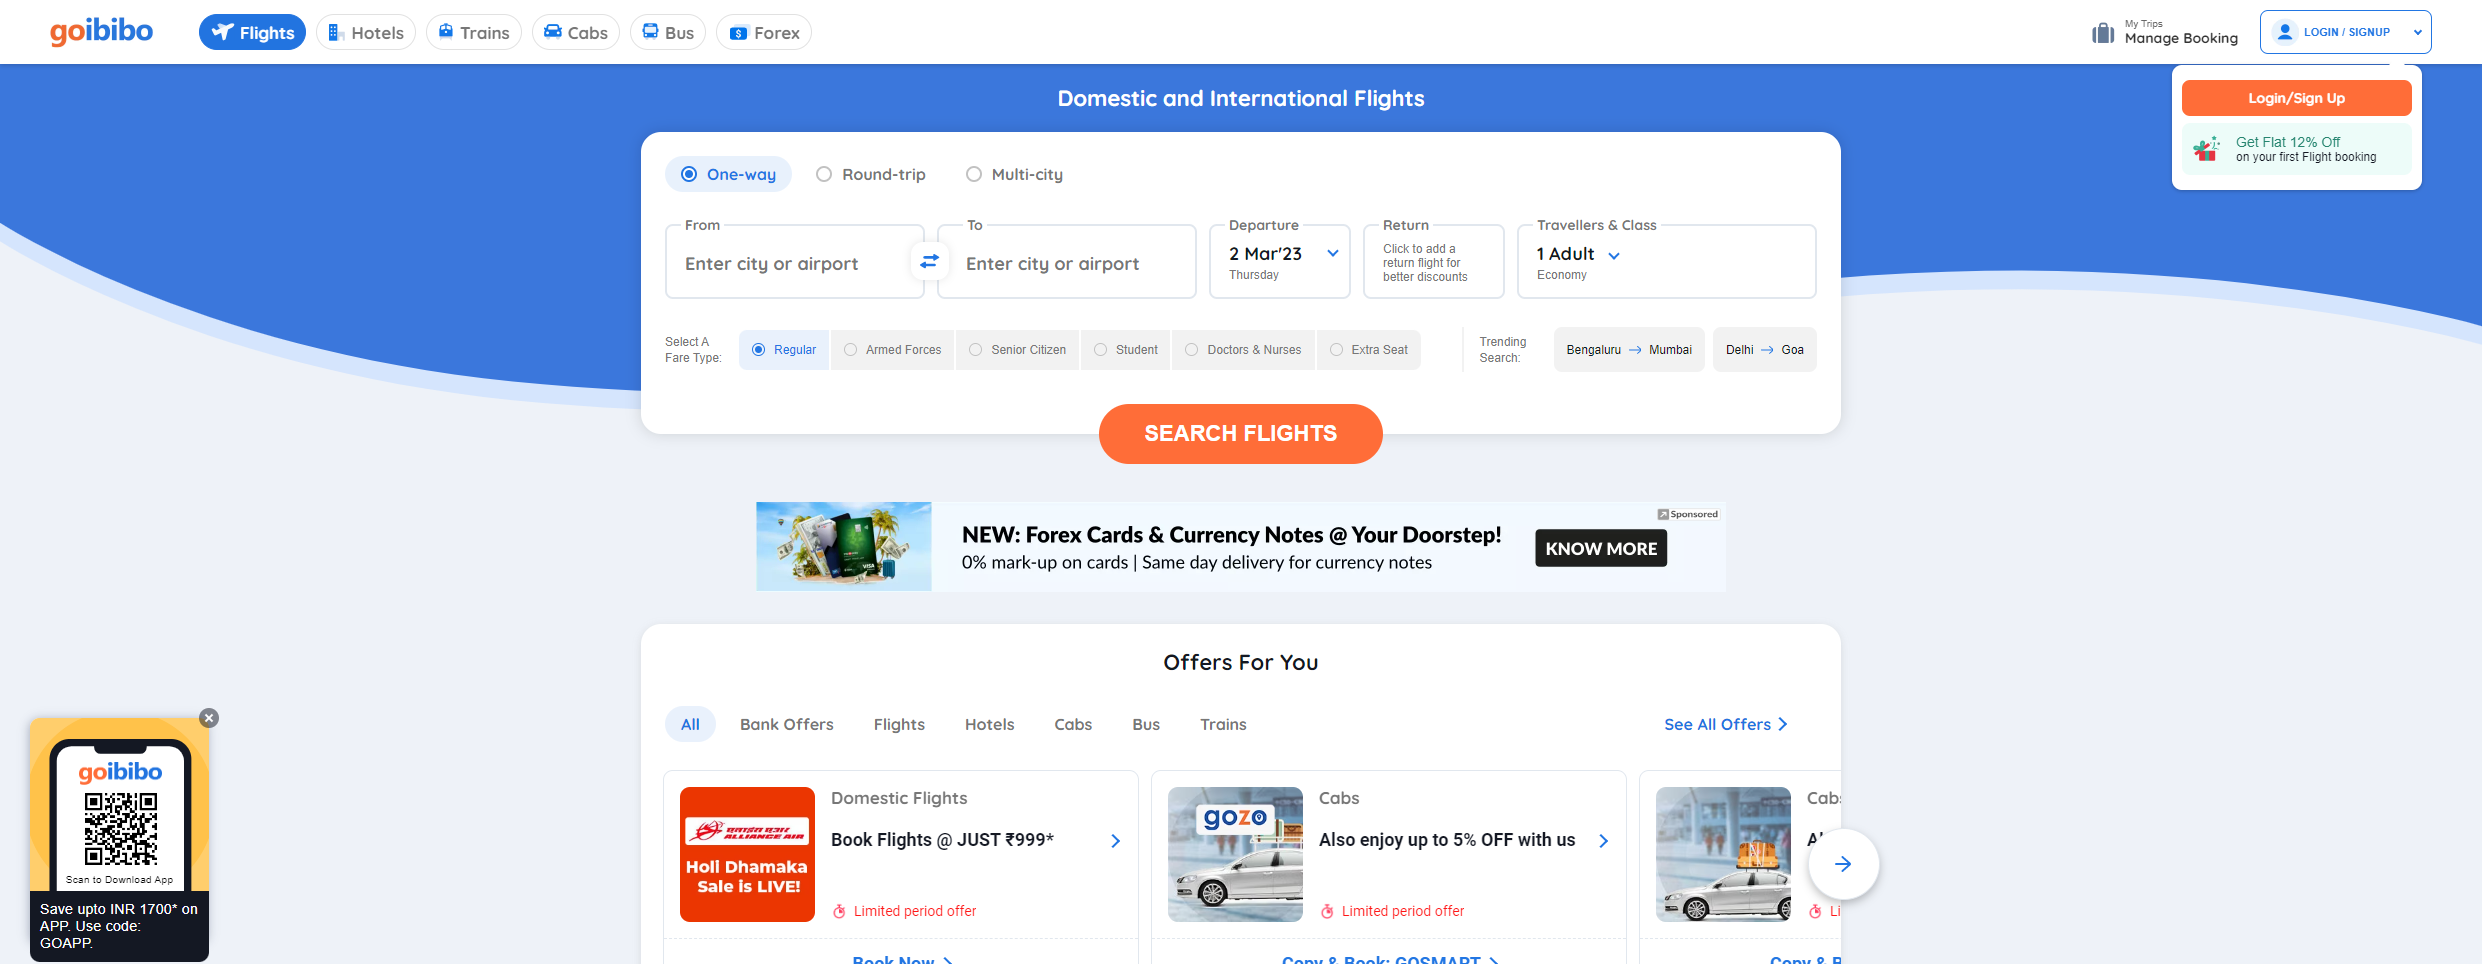 goibibo
Flights
Hotels
Trains
Cabs
Bus
Forex
My Trips
Manage Booking
LOGIN / SIGNUP
Login/Sign Up
Get Flat 12% Off
on your first Flight booking
Domestic and International Flights
One-way
Round-trip
Multi-city
From
Enter city or airport
To
Enter city or airport
Departure
2 Mar'23
Thursday
Return
Click to add a
return flight for
better discounts
Travellers & Class
1 Adult
Economy
Select A
Fare Type:
Regular
Armed Forces
Senior Citizen
Student
Doctors & Nurses
Extra Seat
Trending
Search:
Bengaluru → Mumbai
Delhi → Goa
SEARCH FLIGHTS
Sponsored
NEW: Forex Cards & Currency Notes @ Your Doorstep!
0% mark-up on cards | Same day delivery for currency notes
KNOW MORE
Offers For You
All
Bank Offers
Flights
Hotels
Cabs
Bus
Trains
See All Offers
ALLIANCE AIR
Holi Dhamaka
Sale is LIVE!
Domestic Flights
Book Flights @ JUST ₹999*
Limited period offer
Book Now
gozo
Cabs
Also enjoy up to 5% OFF with us
Limited period offer
Copy & Book: GOSMART
Cabs
Li
Copy & B
goibibo
Scan to Download App
Save upto INR 1700* on
APP. Use code:
GOAPP.